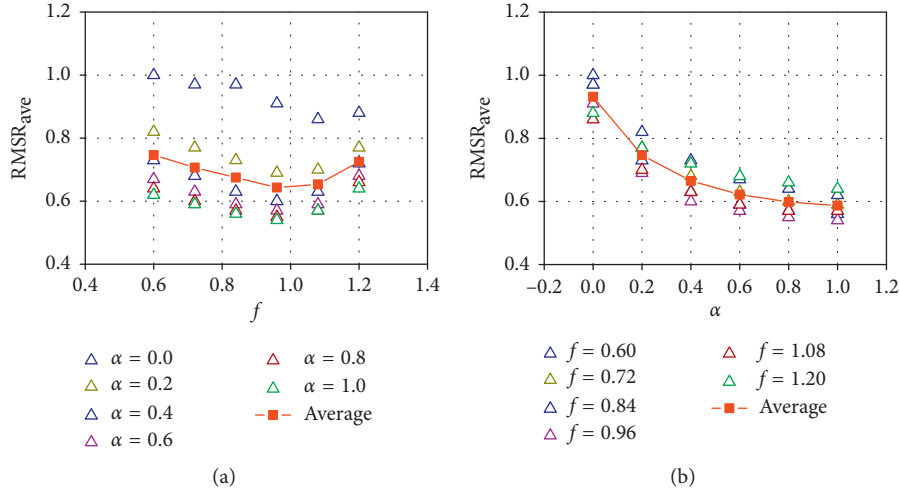 1.2
1.0
0.8
0.6
0.4
RMSR_ave
0.4 0.6 0.8 1.0 1.2 1.4
f
α = 0.0
α = 0.2
α = 0.4
α = 0.6
α = 0.8
α = 1.0
Average
(a)
1.2
1.0
0.8
0.6
0.4
RMSR_ave
−0.2 0.0 0.2 0.4 0.6 0.8 1.0 1.2
α
f = 0.60
f = 0.72
f = 0.84
f = 0.96
f = 1.08
f = 1.20
Average
(b)